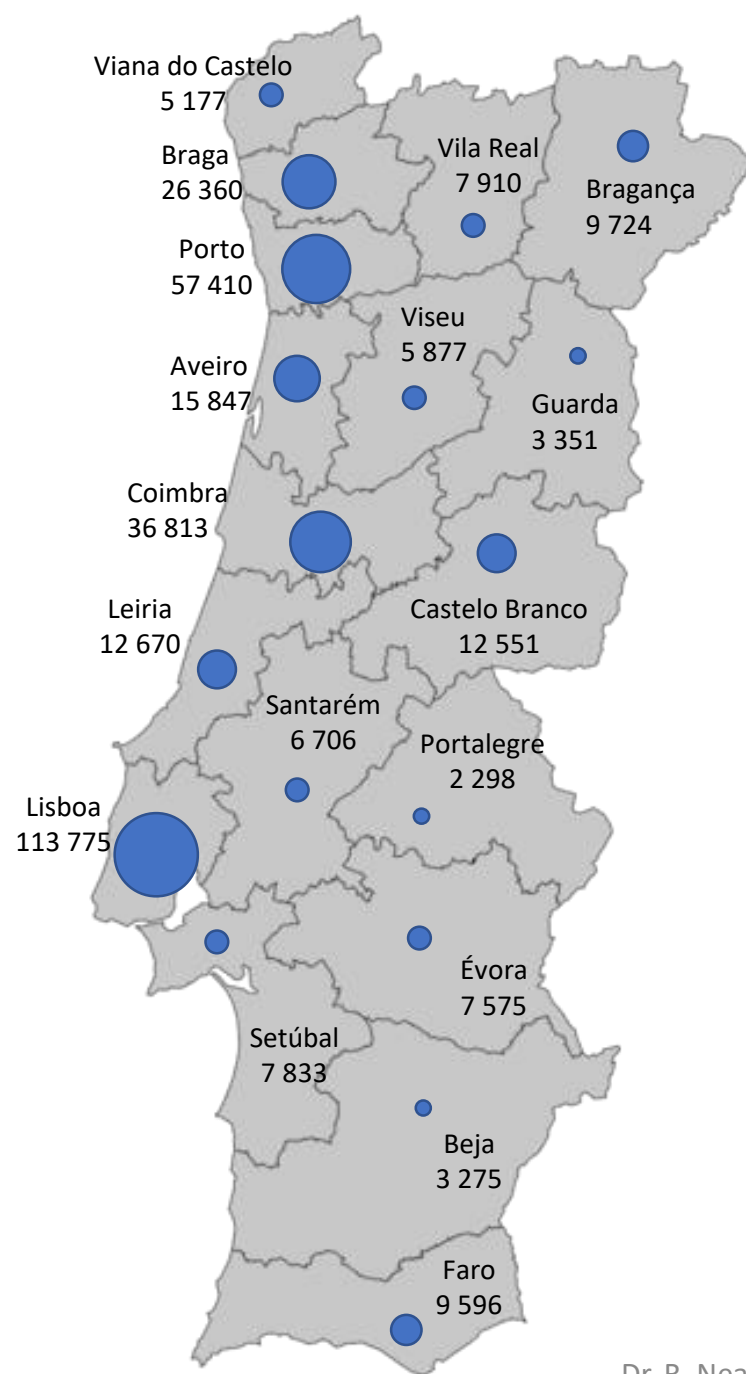 Viana do Castelo
5 177
Braga
26 360
Vila Real
7 910
Bragança
9 724
Porto
57 410
Viseu
5 877
Aveiro
15 847
Guarda
3 351
Coimbra
36 813
Leiria
12 670
Castelo Branco
12 551
Santarém
6 706
Portalegre
2 298
Lisboa
113 775
Évora
7 575
Setúbal
7 833
Beja
3 275
Faro
9 596
Dr. R.